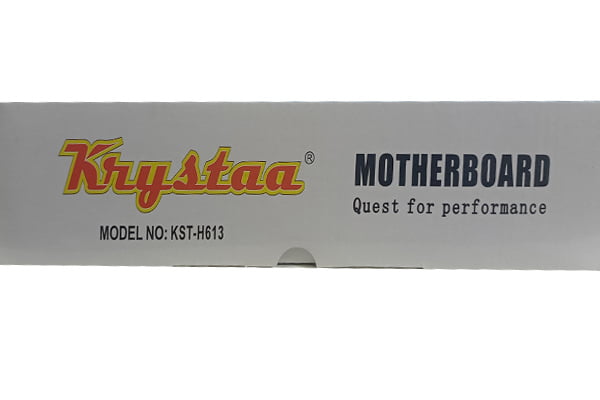 Krystaa®
MODEL NO: KST-H613
MOTHERBOARD
Quest for performance